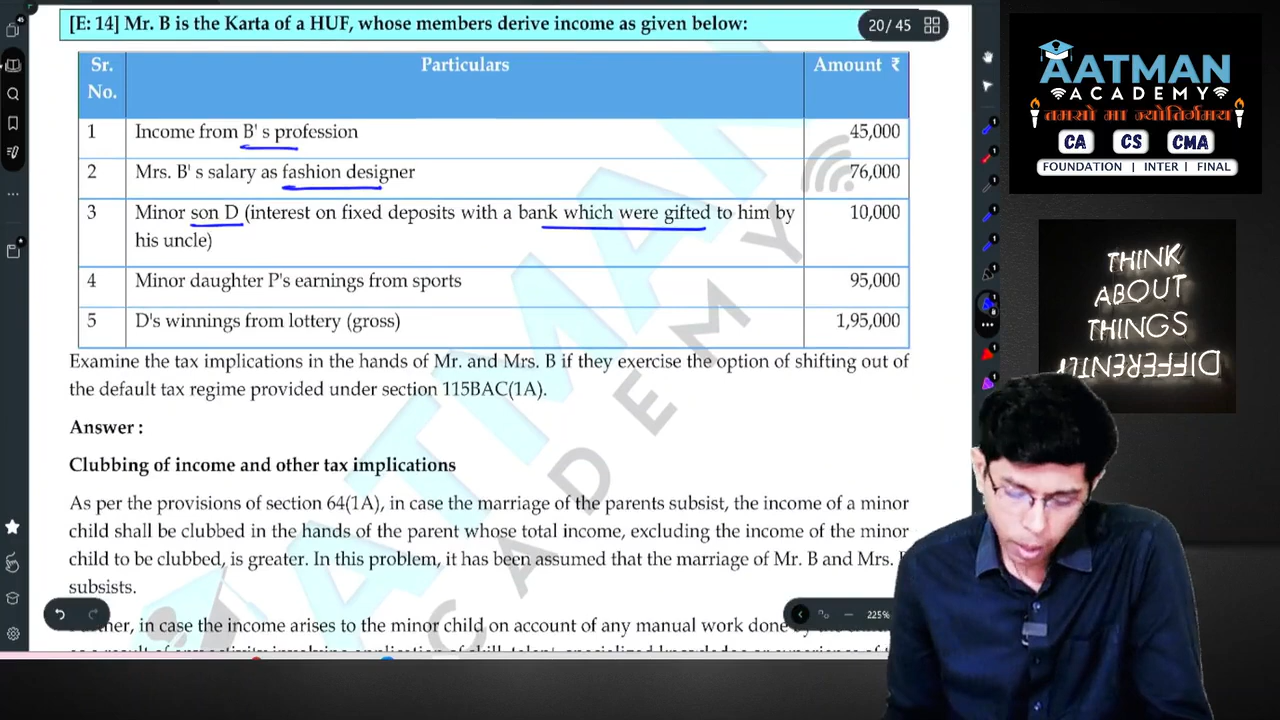 [E: 14] Mr. B is the Karta of a HUF, whose members derive income as given below:
20/45
Sr. No. Particulars Amount ₹
1 Income from B' s profession 45,000
2 Mrs. B' s salary as fashion designer 76,000
3 Minor son D (interest on fixed deposits with a bank which were gifted to him by 10,000
his uncle)
4 Minor daughter P's earnings from sports 95,000
5 D's winnings from lottery (gross) 1,95,000
Examine the tax implications in the hands of Mr. and Mrs. B if they exercise the option of shifting out of
the default tax regime provided under section 115BAC(1A).
Answer :
Clubbing of income and other tax implications
As per the provisions of section 64(1A), in case the marriage of the parents subsist, the income of a minor
child shall be clubbed in the hands of the parent whose total income, excluding the income of the minor
child to be clubbed, is greater. In this problem, it has been assumed that the marriage of Mr. B and Mrs.
subsists.
in case the income arises to the minor child on account of any manual work done
225%
AATMAN
ACADEMY
तमसो मा ज्योतिर्गमय
CA CS CMA
FOUNDATION | INTER | FINAL
THINK
ABOUT
THINGS
DIFFERENTLY
AATMAN
ACADEMY